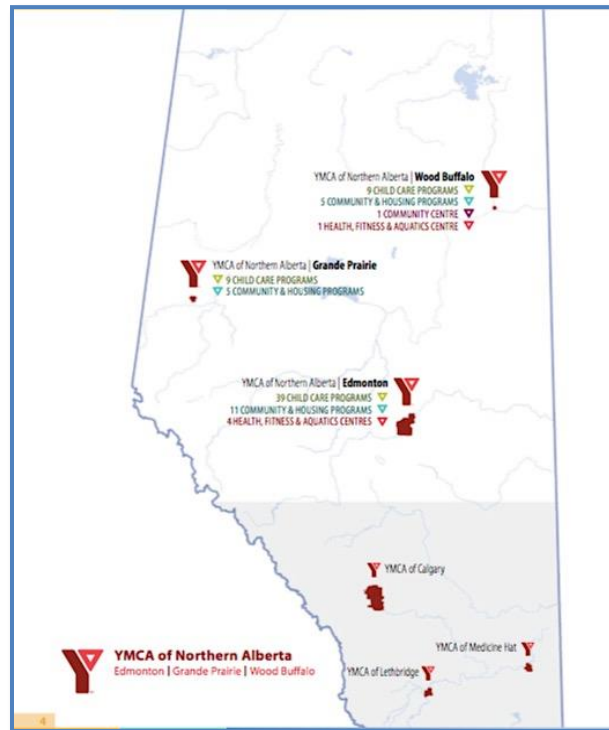 YMCA of Northern Alberta | Wood Buffalo
9 CHILD CARE PROGRAMS
5 COMMUNITY & HOUSING PROGRAMS
1 COMMUNITY CENTRE
1 HEALTH, FITNESS & AQUATICS CENTRE
YMCA of Northern Alberta | Grande Prairie
9 CHILD CARE PROGRAMS
5 COMMUNITY & HOUSING PROGRAMS
YMCA of Northern Alberta | Edmonton
39 CHILD CARE PROGRAMS
11 COMMUNITY & HOUSING PROGRAMS
4 HEALTH, FITNESS & AQUATICS CENTRES
YMCA of Calgary
YMCA of Medicine Hat
YMCA of Lethbridge
YMCA of Northern Alberta
Edmonton | Grande Prairie | Wood Buffalo
4